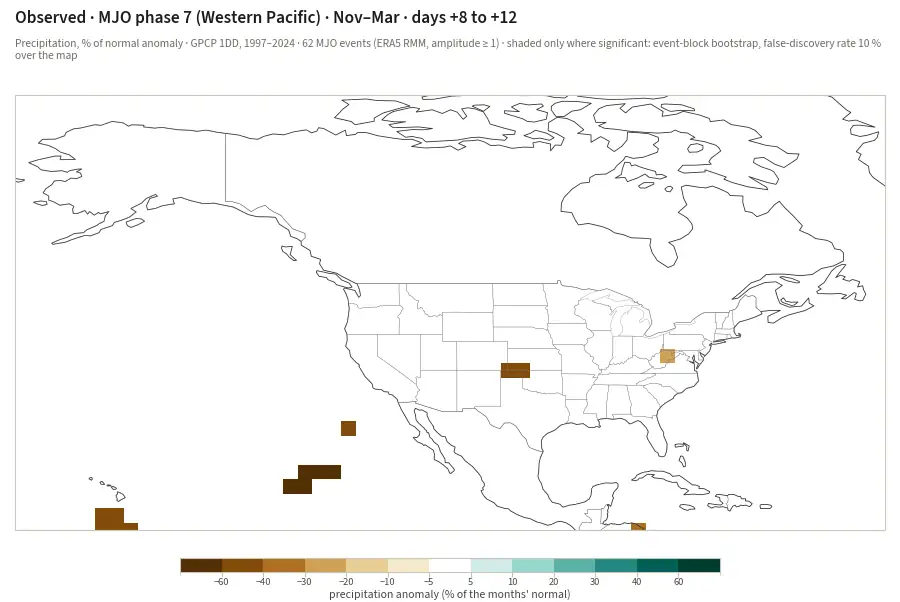 Observed · MJO phase 7 (Western Pacific) · Nov–Mar · days +8 to +12
Precipitation, % of normal anomaly · GPCP 1DD, 1997–2024 · 62 MJO events (ERA5 RMM, amplitude ≥ 1) · shaded only where significant: event-block bootstrap, false-discovery rate 10 %
over the map
−60 −40 −30 −20 −10 −5 5 10 20 30 40 60
precipitation anomaly (% of the months' normal)